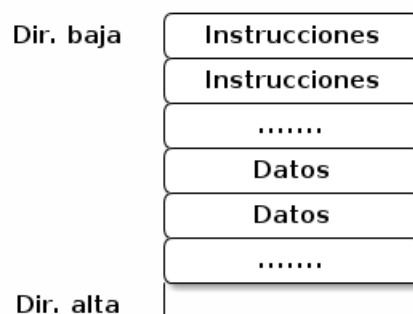 Dir. baja Instrucciones
Instrucciones
.......
Datos
Datos
.......
Dir. alta